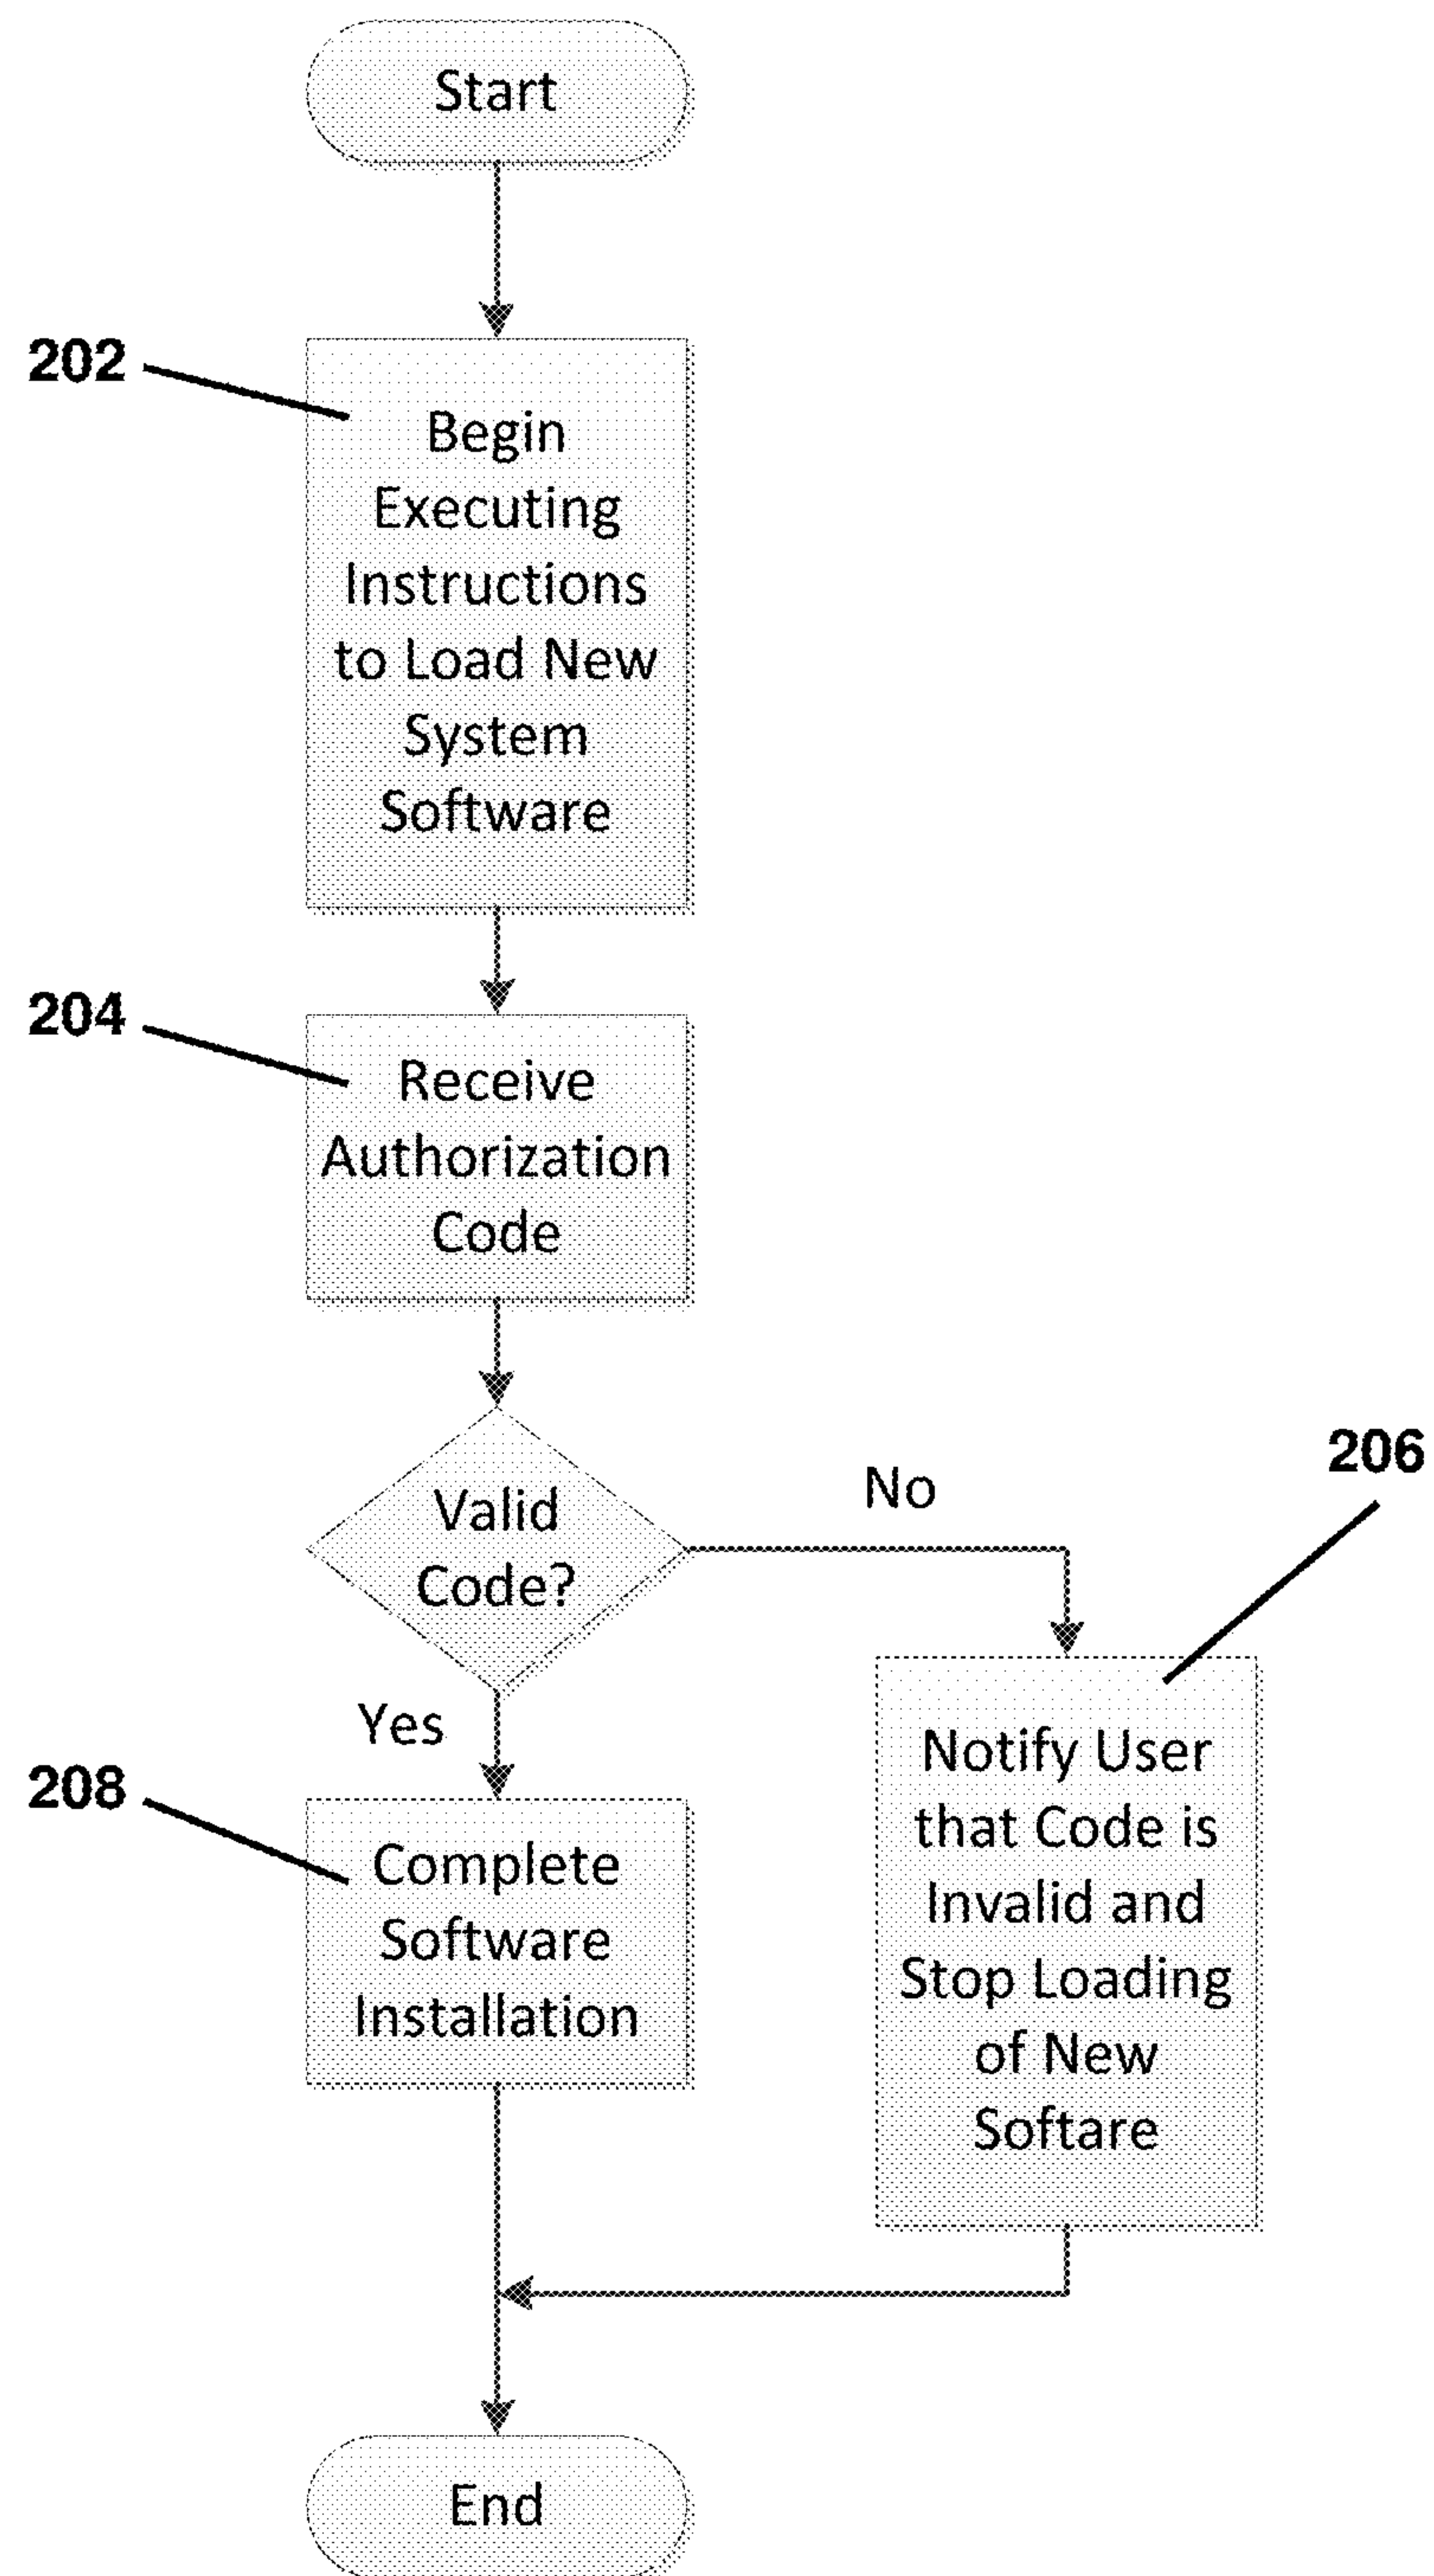 Start
202
Begin
Executing
Instructions
to Load New
System
Software
204
Receive
Authorization
Code
Valid
Code?
No
206
Yes
208
Complete
Software
Installation
Notify User
that Code is
Invalid and
Stop Loading
of New
Softare
End